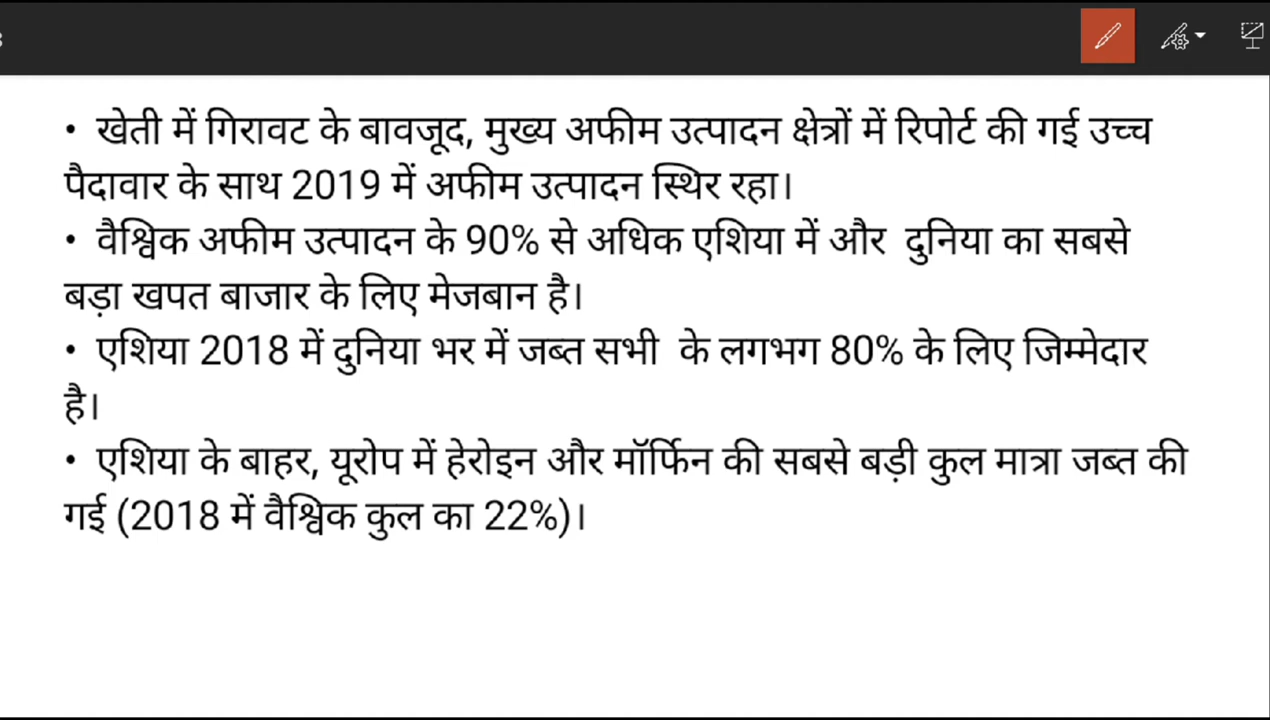 • खेती में गिरावट के बावजूद, मुख्य अफीम उत्पादन क्षेत्रों में रिपोर्ट की गई उच्च
पैदावार के साथ 2019 में अफीम उत्पादन स्थिर रहा।
• वैश्विक अफीम उत्पादन के 90% से अधिक एशिया में और दुनिया का सबसे
बड़ा खपत बाजार के लिए मेजबान है।
• एशिया 2018 में दुनिया भर में जब्त सभी के लगभग 80% के लिए जिम्मेदार
है।
• एशिया के बाहर, यूरोप में हेरोइन और मॉर्फिन की सबसे बड़ी कुल मात्रा जब्त की
गई (2018 में वैश्विक कुल का 22%)।